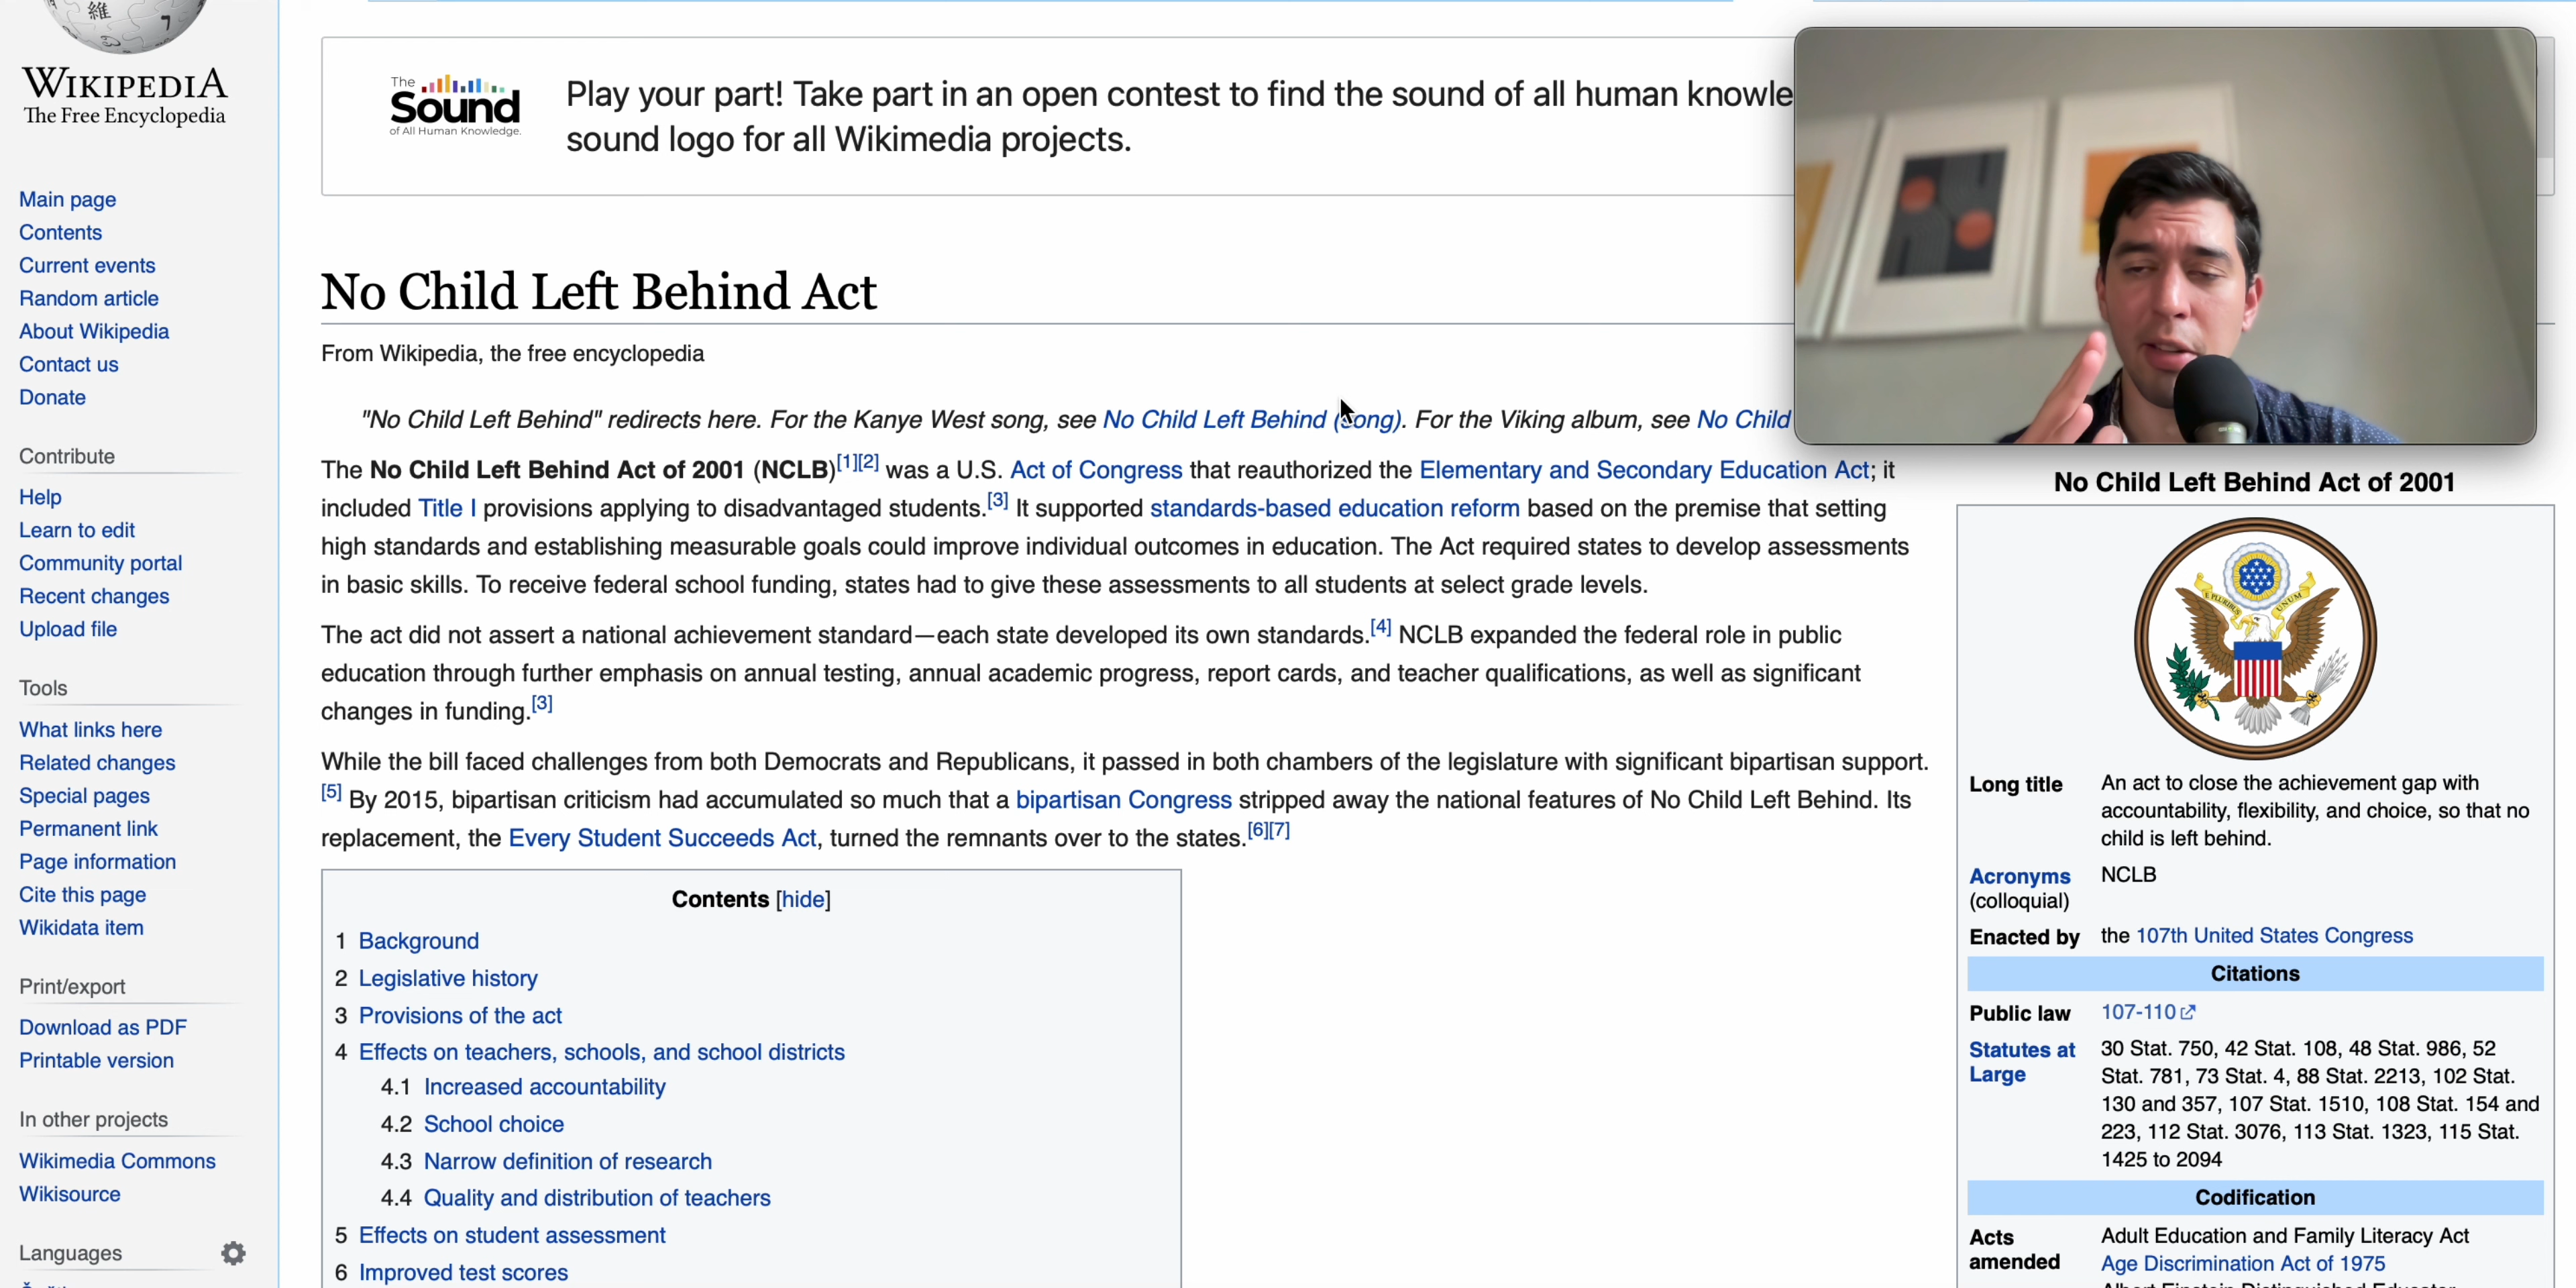 維
WIKIPEDIA
The Free Encyclopedia
Main page
Contents
Current events
Random article
About Wikipedia
Contact us
Donate
Contribute
Help
Learn to edit
Community portal
Recent changes
Upload file
Tools
What links here
Related changes
Special pages
Permanent link
Page information
Cite this page
Wikidata item
Print/export
Download as PDF
Printable version
In other projects
Wikimedia Commons
Wikisource
Languages
The
Sound
of All Human Knowledge.
Play your part! Take part in an open contest to find the sound of all human knowle
sound logo for all Wikimedia projects.
No Child Left Behind Act
From Wikipedia, the free encyclopedia
"No Child Left Behind" redirects here. For the Kanye West song, see No Child Left Behind (song). For the Viking album, see No Child
The No Child Left Behind Act of 2001 (NCLB)[1][2] was a U.S. Act of Congress that reauthorized the Elementary and Secondary Education Act; it
included Title I provisions applying to disadvantaged students.[3] It supported standards-based education reform based on the premise that setting
high standards and establishing measurable goals could improve individual outcomes in education. The Act required states to develop assessments
in basic skills. To receive federal school funding, states had to give these assessments to all students at select grade levels.
The act did not assert a national achievement standard—each state developed its own standards.[4] NCLB expanded the federal role in public
education through further emphasis on annual testing, annual academic progress, report cards, and teacher qualifications, as well as significant
changes in funding.[3]
While the bill faced challenges from both Democrats and Republicans, it passed in both chambers of the legislature with significant bipartisan support.
[5] By 2015, bipartisan criticism had accumulated so much that a bipartisan Congress stripped away the national features of No Child Left Behind. Its
replacement, the Every Student Succeeds Act, turned the remnants over to the states.[6][7]
Contents [hide]
1 Background
2 Legislative history
3 Provisions of the act
4 Effects on teachers, schools, and school districts
4.1 Increased accountability
4.2 School choice
4.3 Narrow definition of research
4.4 Quality and distribution of teachers
5 Effects on student assessment
6 Improved test scores
No Child Left Behind Act of 2001
E PLURIBUS UNUM
Long title An act to close the achievement gap with
accountability, flexibility, and choice, so that no
child is left behind.
Acronyms NCLB
(colloquial)
Enacted by the 107th United States Congress
Citations
Public law 107-110
Statutes at 30 Stat. 750, 42 Stat. 108, 48 Stat. 986, 52
Large Stat. 781, 73 Stat. 4, 88 Stat. 2213, 102 Stat.
130 and 357, 107 Stat. 1510, 108 Stat. 154 and
223, 112 Stat. 3076, 113 Stat. 1323, 115 Stat.
1425 to 2094
Codification
Acts Adult Education and Family Literacy Act
amended Age Discrimination Act of 1975